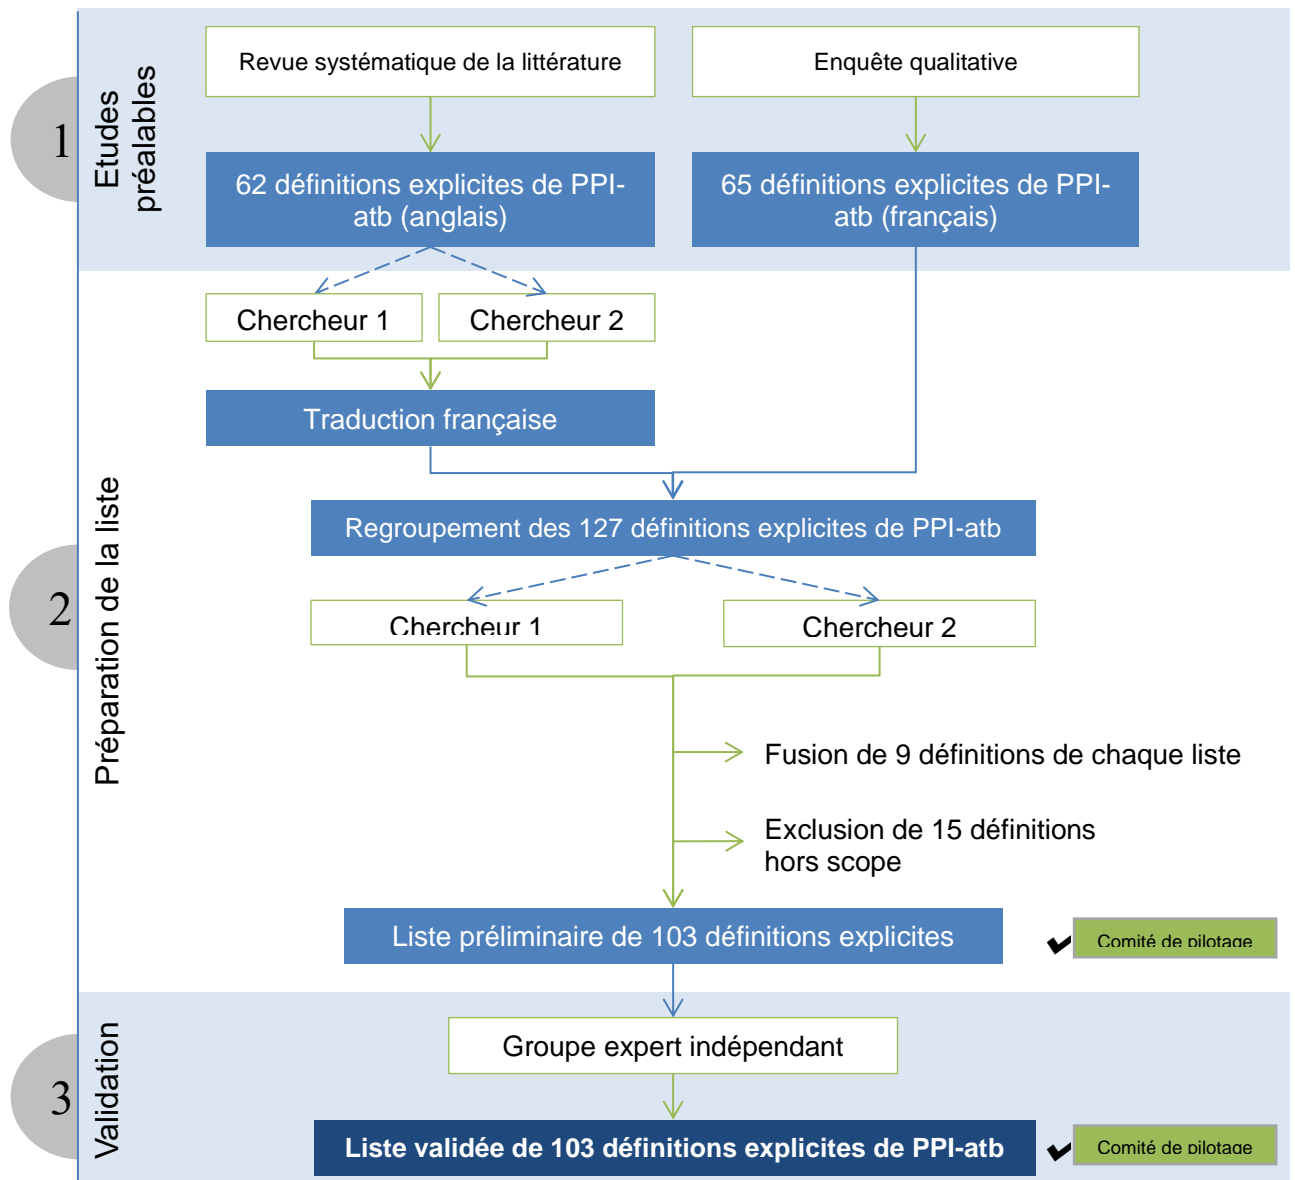 1
Etudes
préalables
Revue systématique de la littérature
Enquête qualitative
62 définitions explicites de PPI-
atb (anglais)
65 définitions explicites de PPI-
atb (français)
2
Préparation de la liste
Chercheur 1
Chercheur 2
Traduction française
Regroupement des 127 définitions explicites de PPI-atb
Chercheur 1
Chercheur 2
Fusion de 9 définitions de chaque liste
Exclusion de 15 définitions
hors scope
Liste préliminaire de 103 définitions explicites
Comité de pilotage
3
Validation
Groupe expert indépendant
Liste validée de 103 définitions explicites de PPI-atb
Comité de pilotage